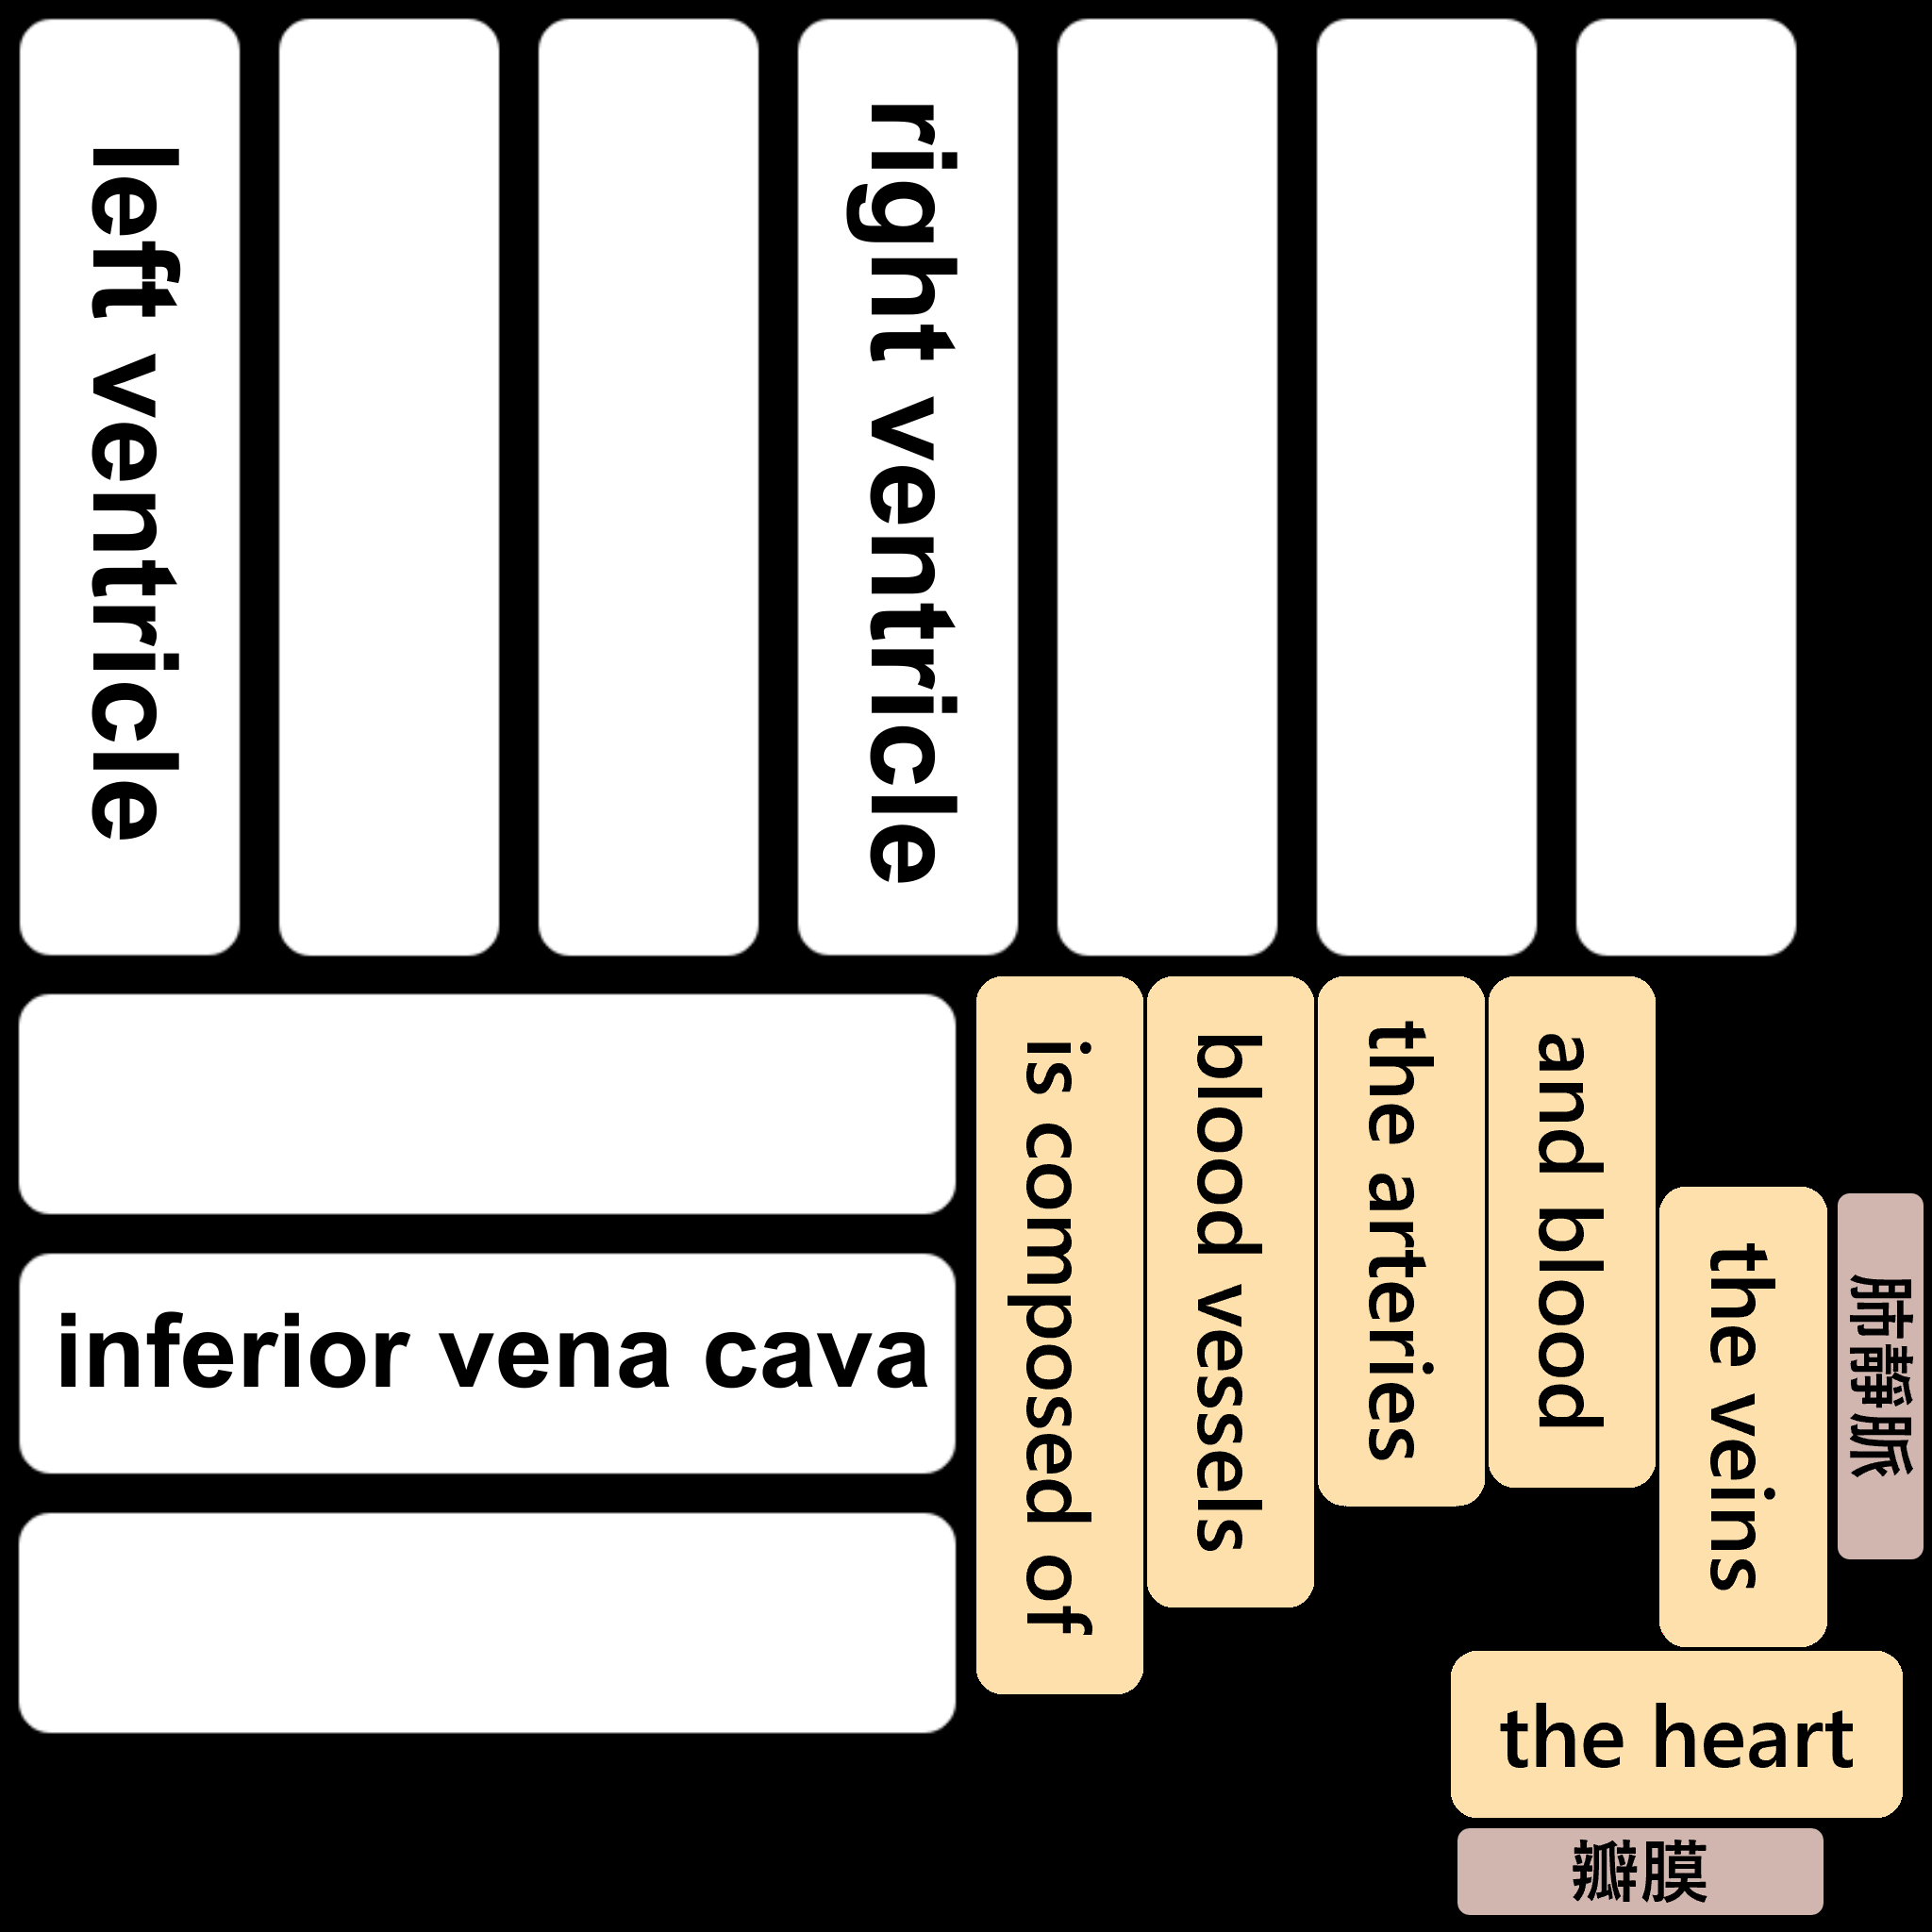 left ventricle
right ventricle
inferior vena cava
is composed of
blood vessels
the arteries
and blood
the veins
肺靜脈
the heart
瓣膜